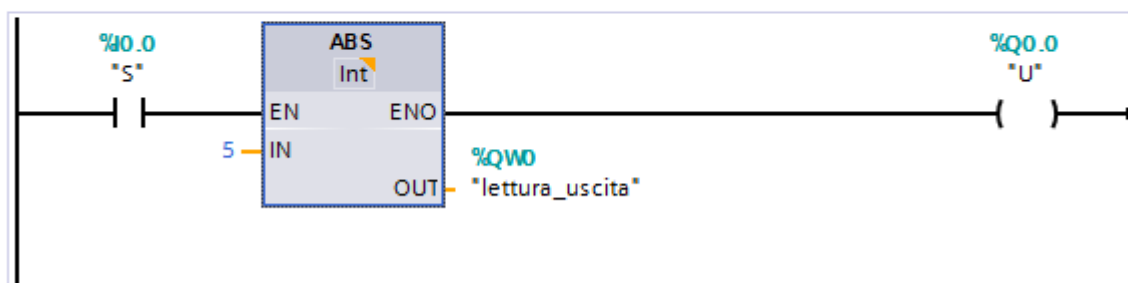 %I0.0
"S"
ABS
Int
EN
ENO
5
IN
OUT
%QW0
"lettura_uscita"
%Q0.0
"U"